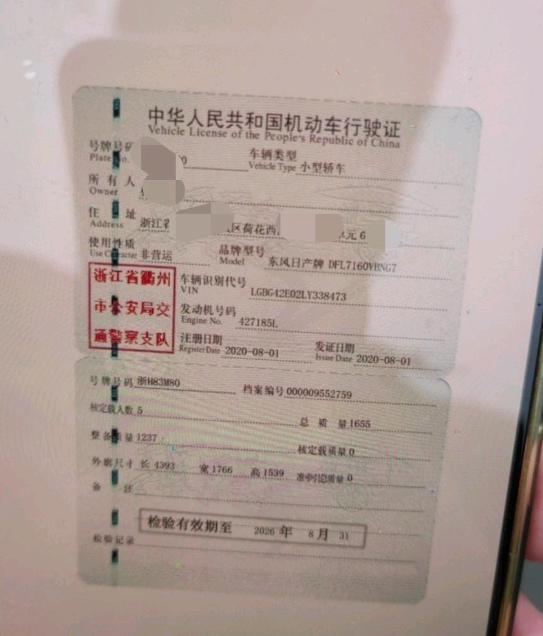 中华人民共和国机动车行驶证
Vehicle License of the People's Republic of China
号牌号码 0 车辆类型
Plate No. Vehicle Type 小型轿车
所有人
Owner
住址
Address 浙江省 区荷花西 元6
使用性质 品牌型号
Use Character 非营运 Model 东风日产牌 DFL7160VBNG7
浙江省衢州 车辆识别代号
VIN LGBG42E02LY338473
市公安局交 发动机号码
Engine No. 427185L
通警察支队 注册日期 发证日期
Register Date 2020-08-01 Issue Date 2020-08-01
号牌号码 浙H83M80 档案编号 000009552759
核定载人数 5 总质量 1655
整备质量 1237 核定载质量 0
外廓尺寸 长 4393 宽 1766 高 1539 准牵引总质量 0
备注
检验有效期至 2026 年 8 月 31
检验记录